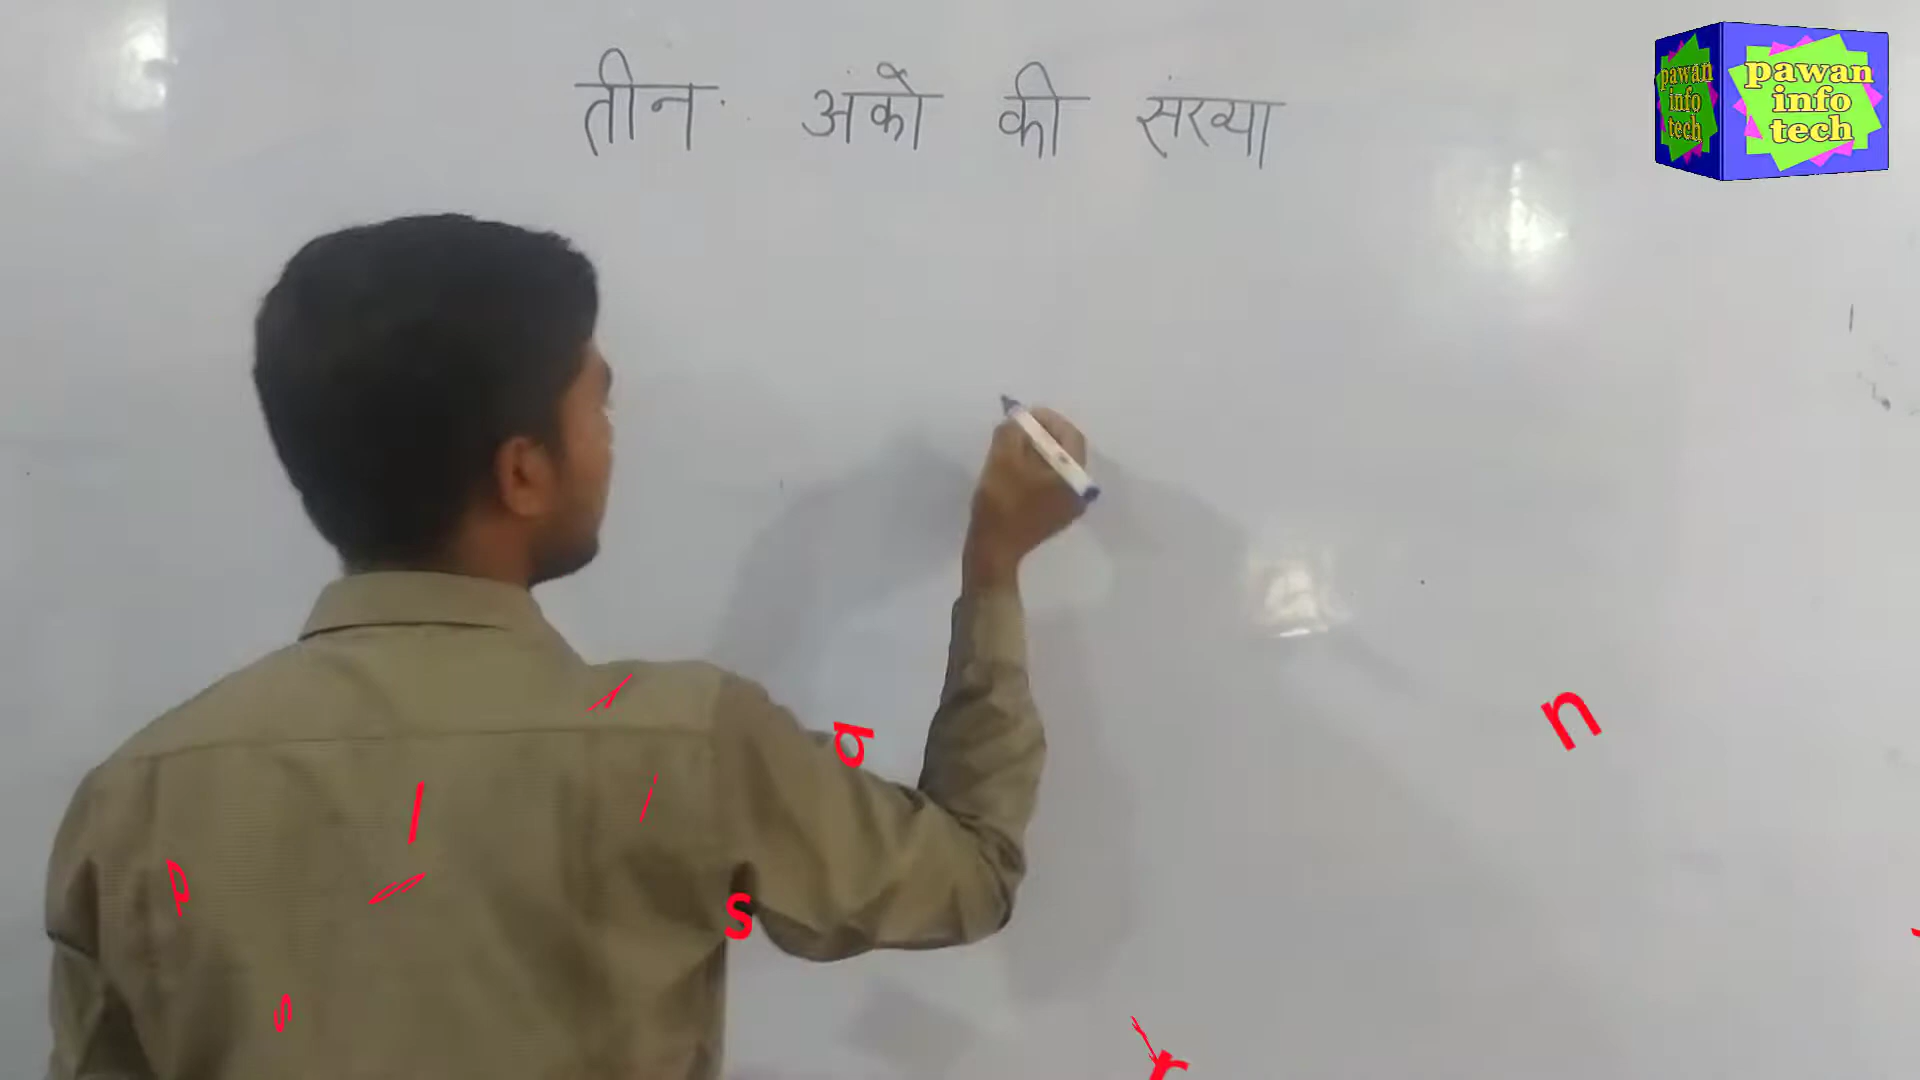 तीन अंको की संख्या
pawan
info
tech
pawan
info
tech
n
a
s
p
s
r